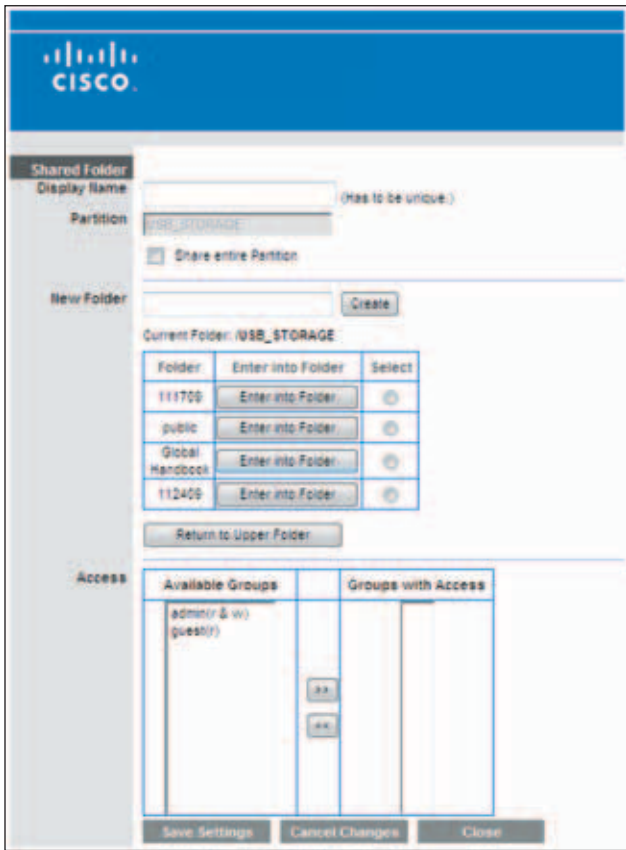 CISCO.
Shared Folder
Display Name (Has to be unique.)
Partition USB_STORAGE
Share entire Partition
New Folder Create
Current Folder: /USB_STORAGE
Folder Enter into Folder Select
111709 Enter into Folder
public Enter into Folder
Global Handbook Enter into Folder
112409 Enter into Folder
Return to Upper Folder
Access Available Groups Groups with Access
admin(r & w)
guest(r)
>>
<<
Save Settings Cancel Changes Close